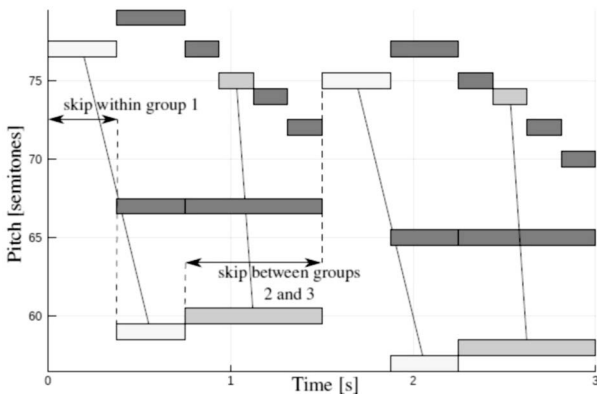 75
skip within group 1
70
Pitch [semitones]
65
skip between groups
2 and 3
60
0
1
2
3
Time [s]